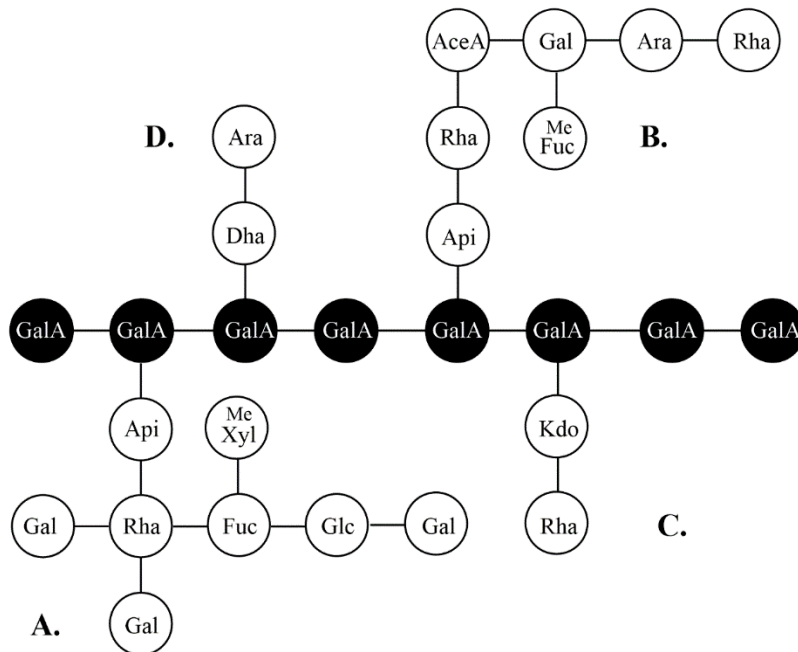 AceA Gal Ara Rha
D. Ara Rha Me Fuc B.
Dha Api
GalA GalA GalA GalA GalA GalA GalA GalA
Api Me Xyl Kdo
Gal Rha Fuc Glc Gal Rha C.
A. Gal